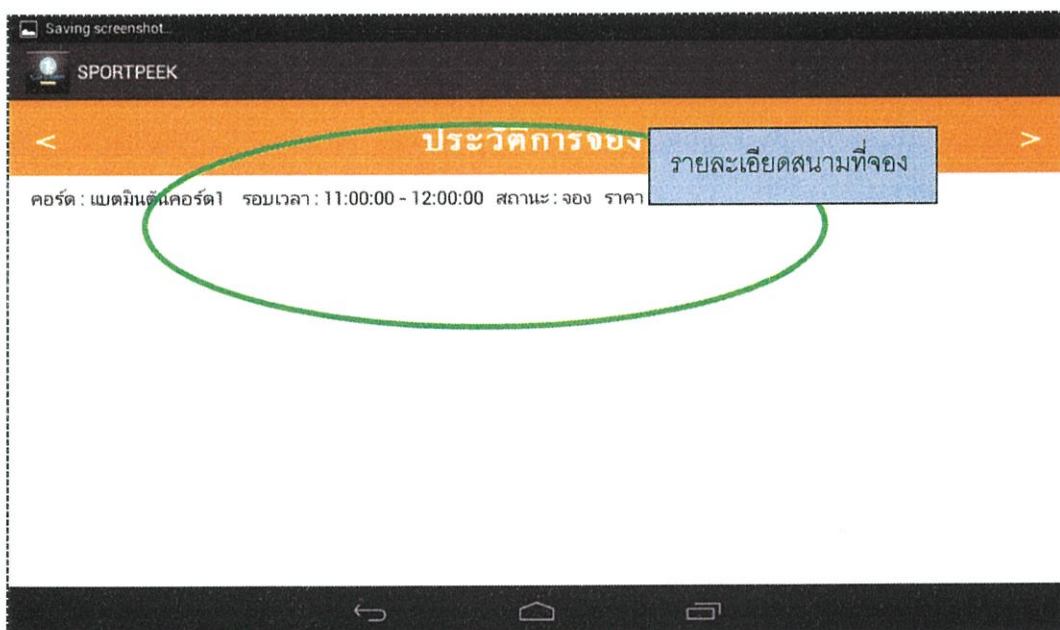 Saving screenshot...
SPORTPEEK
< ประวัติการจอง >
รายละเอียดสนามที่จอง
คอร์ด : แบตมินตันคอร์ด1 รอบเวลา : 11:00:00 - 12:00:00 สถานะ : จอง ราคา